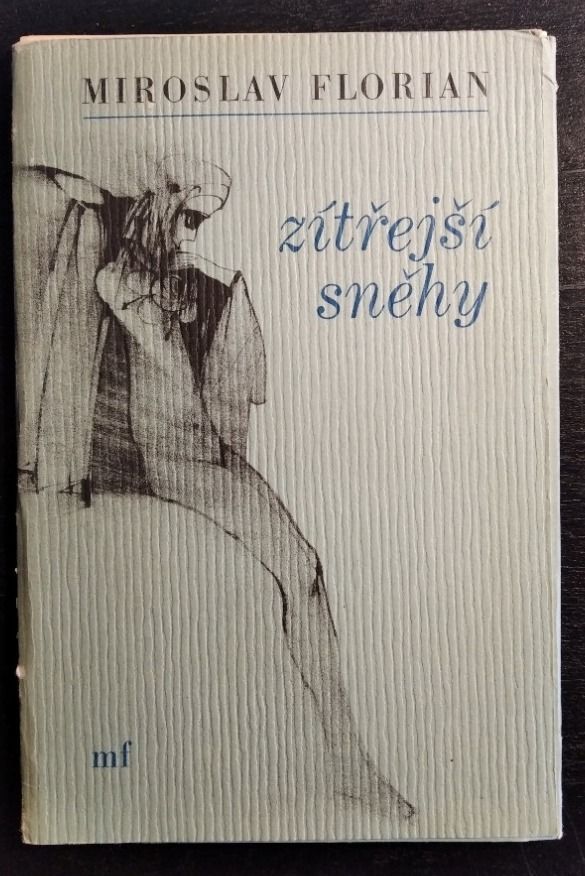 MIROSLAV FLORIAN
zítřejší
sněhy
mf